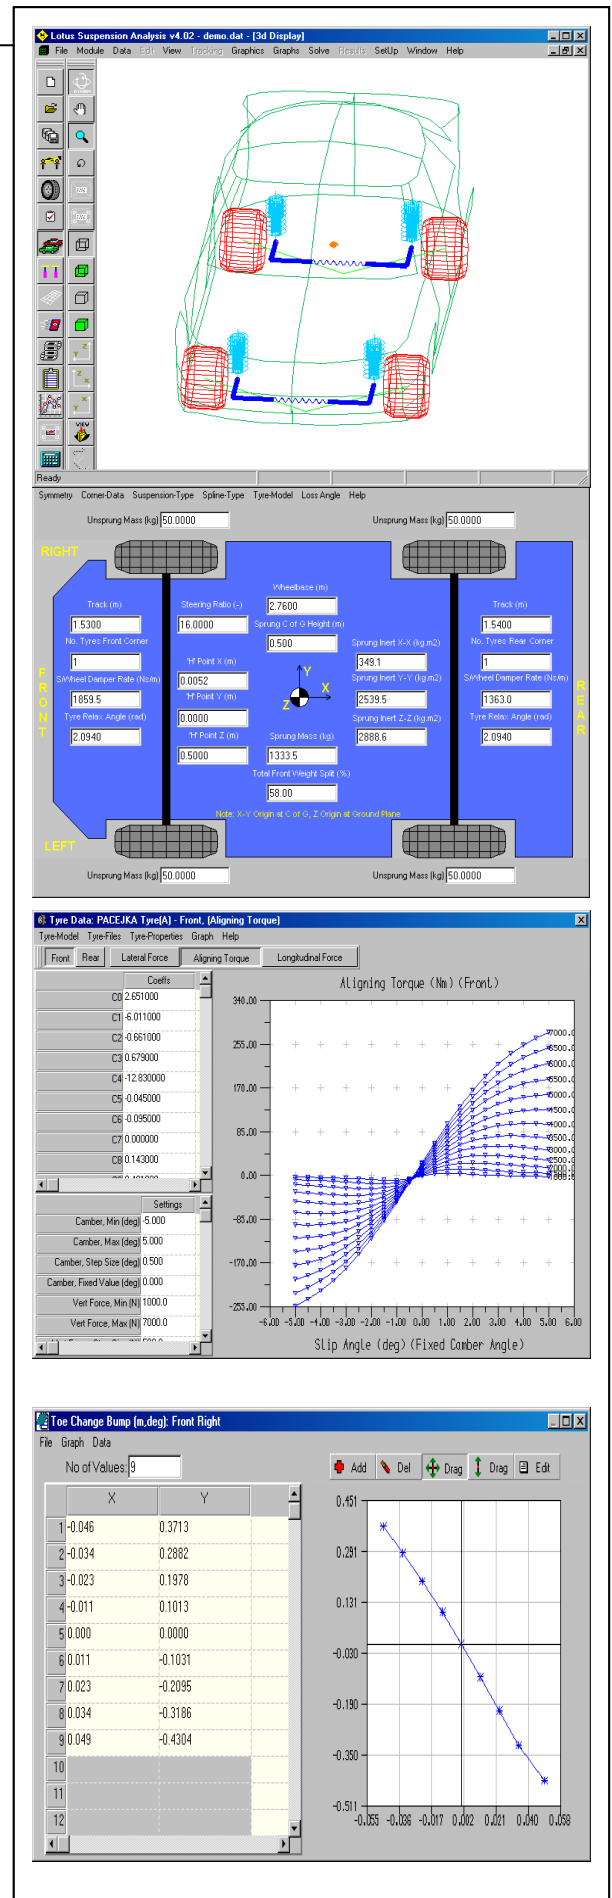 Lotus Suspension Analysis v4.02 - demo.dat - [3d Display]
File Module Data Edit View Tracking Graphics Graphs Solve Results SetUp Window Help
Ready
Symmetry Corner-Data Suspension-Type Spline-Type Tyre-Model Loss Angle Help
Unsprung Mass (kg) 50.0000 Unsprung Mass (kg) 50.0000
RIGHT
Wheelbase (m)
2.7600
Track (m) Steering Ratio (-) Track (m)
1.5300 16.0000 1.5400
Sprung C of G Height (m)
0.500
No. Tyres Front Corner Sprung Inert X-X (kg.m2) No. Tyres Rear Corner
1 349.1 1
'H' Point X (m)
0.0052
S/Wheel Damper Rate (Ns/m) Sprung Inert Y-Y (kg.m2) S/Wheel Damper Rate (Ns/m)
1859.5 2539.5 1363.0
'H' Point Y (m)
0.0000
Y
X
Z
FRONT
REAR
Tyre Relax Angle (rad) Sprung Inert Z-Z (kg.m2) Tyre Relax Angle (rad)
2.0940 2888.6 2.0940
'H' Point Z (m) Sprung Mass (kg)
0.5000 1333.5
Total Front Weight Split (%)
58.00
Note: X-Y Origin at C of G, Z Origin at Ground Plane
LEFT
Unsprung Mass (kg) 50.0000 Unsprung Mass (kg) 50.0000
Tyre Data: PACEJKA Tyre(A) - Front, (Aligning Torque)
Tyre-Model Tyre-Files Tyre-Properties Graph Help
Front Rear Lateral Force Aligning Torque Longitudinal Force
Coeffs
C0 2.651000
C1 -6.011000
C2 -0.661000
C3 0.679000
C4 -12.830000
C5 -0.045000
C6 -0.095000
C7 0.000000
C8 0.143000
Settings
Camber, Min (deg) -5.000
Camber, Max (deg) 5.000
Camber, Step Size (deg) 0.500
Camber, Fixed Value (deg) 0.000
Vert Force, Min (N) 1000.0
Vert Force, Max (N) 7000.0
Aligning Torque (Nm) (Front)
340.00
255.00
170.00
85.00
0.00
-85.00
-170.00
-255.00
7000.0
6500.0
6000.0
5500.0
5000.0
4500.0
4000.0
3500.0
3000.0
2500.0
-6.00 -5.00 -4.00 -3.00 -2.00 -1.00 0.00 1.00 2.00 3.00 4.00 5.00 6.00
Slip Angle (deg) (Fixed Camber Angle)
Toe Change Bump (m,deg): Front Right
File Graph Data
No of Values: 9
Add Del Drag Drag Edit
X Y
1 -0.046 0.3713
2 -0.034 0.2882
3 -0.023 0.1978
4 -0.011 0.1013
5 0.000 0.0000
6 0.011 -0.1031
7 0.023 -0.2095
8 0.034 -0.3186
9 0.049 -0.4304
10
11
12
0.451
0.291
0.131
-0.030
-0.190
-0.350
-0.511
-0.055 -0.036 -0.017 0.002 0.021 0.040 0.058